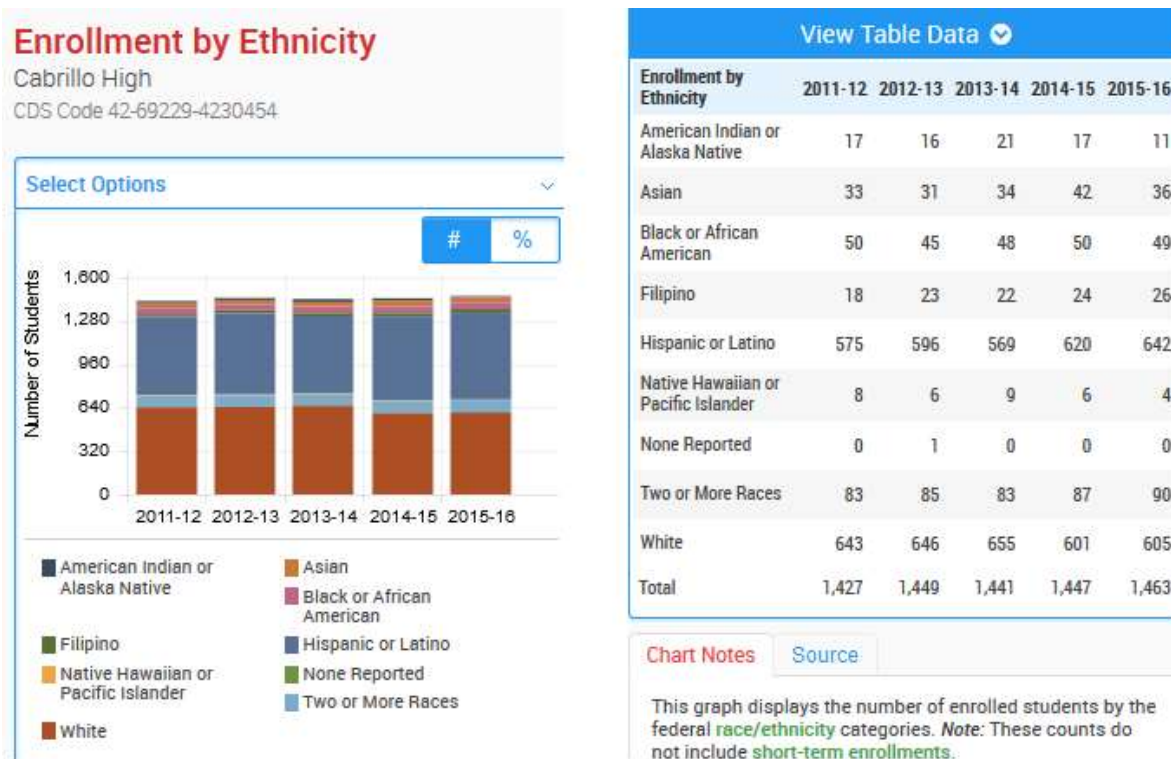 Enrollment by Ethnicity
Cabrillo High
CDS Code 42-69229-4230454
Select Options
# %
Number of Students
1,600
1,280
960
640
320
0
2011-12 2012-13 2013-14 2014-15 2015-16
American Indian or
Alaska Native
Asian
Black or African
American
Filipino
Hispanic or Latino
Native Hawaiian or
Pacific Islander
None Reported
Two or More Races
White
View Table Data
Enrollment by
Ethnicity 2011-12 2012-13 2013-14 2014-15 2015-16
American Indian or
Alaska Native 17 16 21 17 11
Asian 33 31 34 42 36
Black or African
American 50 45 48 50 49
Filipino 18 23 22 24 26
Hispanic or Latino 575 596 569 620 642
Native Hawaiian or
Pacific Islander 8 6 9 6 4
None Reported 0 1 0 0 0
Two or More Races 83 85 83 87 90
White 643 646 655 601 605
Total 1,427 1,449 1,441 1,447 1,463
Chart Notes Source
This graph displays the number of enrolled students by the
federal race/ethnicity categories. Note: These counts do
not include short-term enrollments.